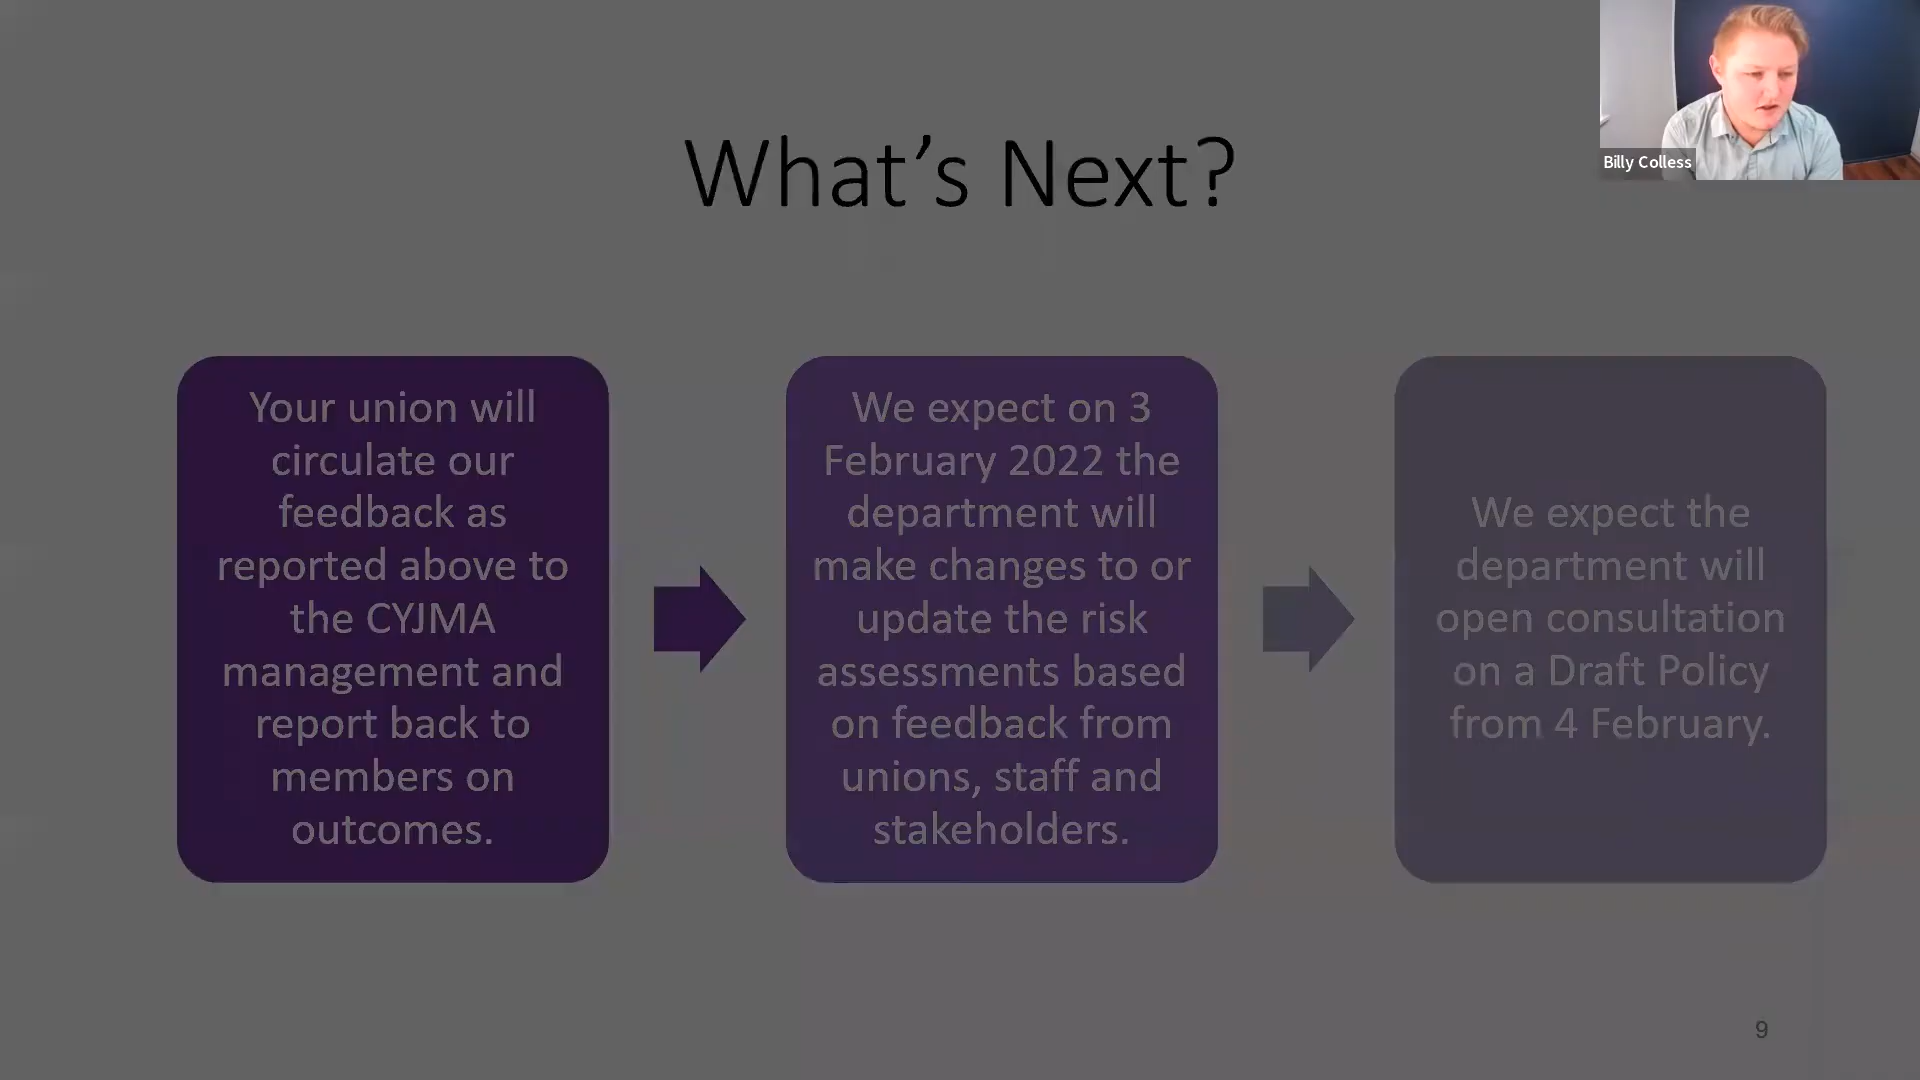 What's Next?
Billy Colless
Your union will
circulate our
feedback as
reported above to
the CYJMA
management and
report back to
members on
outcomes.
We expect on 3
February 2022 the
department will
make changes to or
update the risk
assessments based
on feedback from
unions, staff and
stakeholders.
We expect the
department will
open consultation
on a Draft Policy
from 4 February.
9